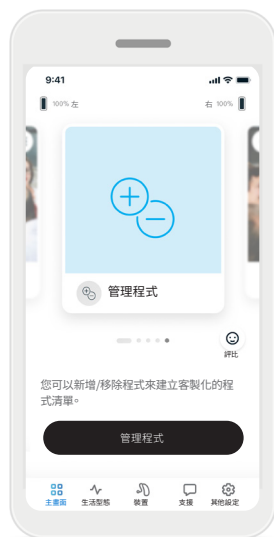 9:41
100% 左
右 100%
管理程式
評比
您可以新增/移除程式來建立客製化的程
式清單。
管理程式
主畫面 生活型態 裝置 支援 其他設定